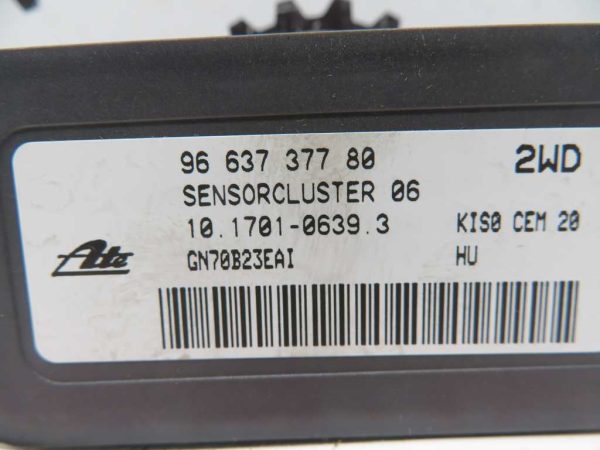 96 637 377 80 2WD
SENSORCLUSTER 06
10.1701-0639.3 KIS0 CEM 20
Ate GN70B23EAI HU